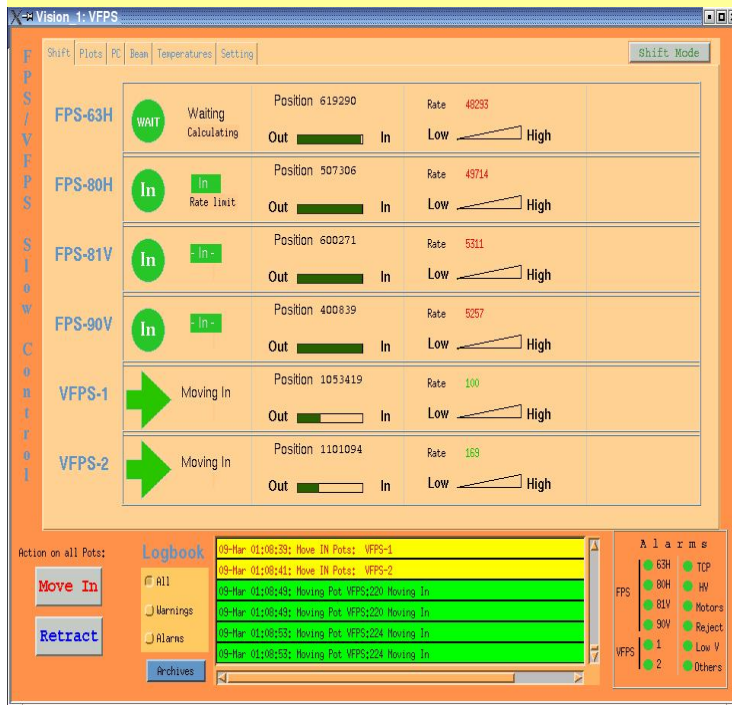 Vision_1: VFPS
FPS/VFPS Slow Control
Shift Plots PC Beam Temperatures Setting
Shift Mode
FPS-63H WAIT Waiting Position 619290 Rate 48293
Calculating Out In Low High
FPS-80H In In Position 507306 Rate 49714
Rate limit Out In Low High
FPS-81V In - In - Position 600271 Rate 5311
Out In Low High
FPS-90V In - In - Position 400839 Rate 5257
Out In Low High
VFPS-1 Moving In Position 1053419 Rate 100
Out In Low High
VFPS-2 Moving In Position 1101094 Rate 169
Out In Low High
Action on all Pots:
Move In
Retract
Logbook
All
Warnings
Alarms
Archives
09-Mar 01:08:39: Move IN Pots: VFPS-1
09-Mar 01:08:41: Move IN Pots: VFPS-2
09-Mar 01:08:49: Moving Pot VFPS:220 Moving In
09-Mar 01:08:49: Moving Pot VFPS:220 Moving In
09-Mar 01:08:53: Moving Pot VFPS:224 Moving In
09-Mar 01:08:53: Moving Pot VFPS:224 Moving In
Alarms
FPS
63H TCP
80H HV
81V Motors
90V Reject
VFPS
1 Low V
2 Others